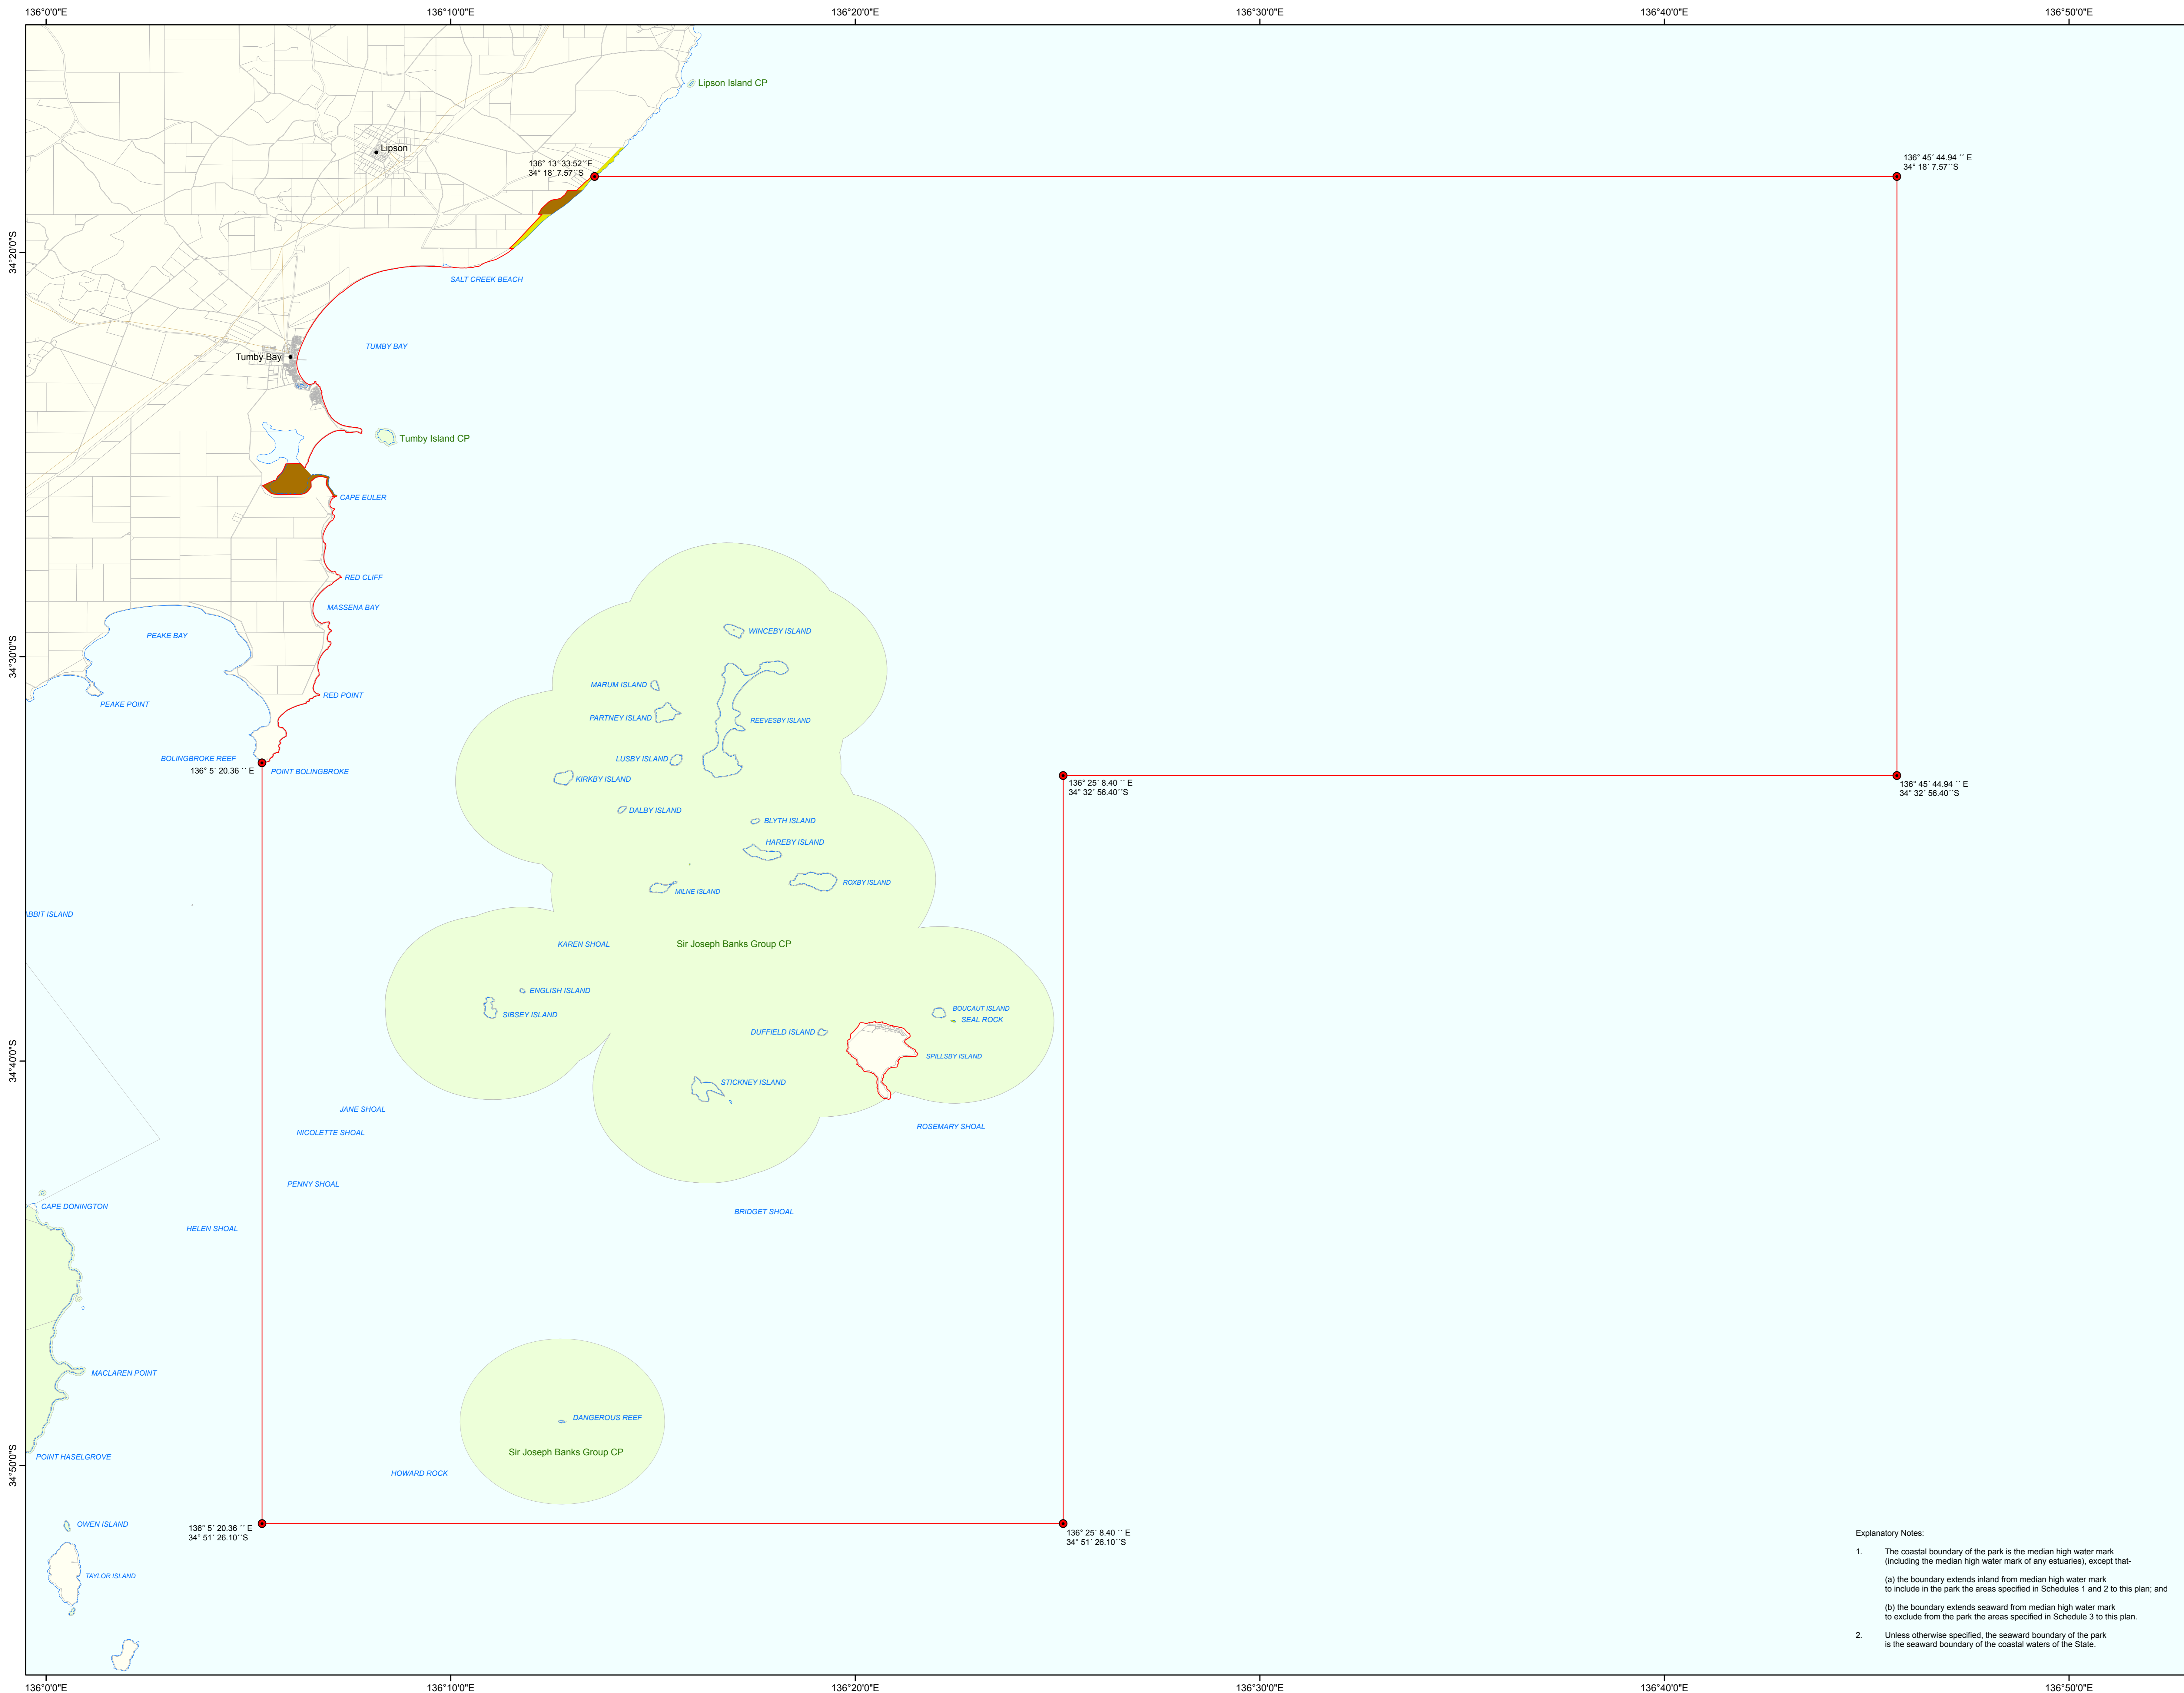 136°0'0"E
136°10'0"E
136°20'0"E
136°30'0"E
136°40'0"E
136°50'0"E
Lipson Island CP
Lipson
136° 13´ 33.52´´E
34° 18´ 7.57´´S
136° 45´ 44.94 ´´ E
34° 18´ 7.57´´S
34°20'0"S
SALT CREEK BEACH
TUMBY BAY
Tumby Bay
Tumby Island CP
CAPE EULER
RED CLIFF
MASSENA BAY
PEAKE BAY
WINCEBY ISLAND
34°30'0"S
MARUM ISLAND
RED POINT
PEAKE POINT
PARTNEY ISLAND
REEVESBY ISLAND
BOLINGBROKE REEF
LUSBY ISLAND
136° 5´ 20.36 ´´ E
POINT BOLINGBROKE
KIRKBY ISLAND
136° 25´ 8.40 ´´ E
34° 32´ 56.40´´S
136° 45´ 44.94 ´´ E
34° 32´ 56.40´´S
DALBY ISLAND
BLYTH ISLAND
HAREBY ISLAND
ROXBY ISLAND
MILNE ISLAND
ABBIT ISLAND
KAREN SHOAL
Sir Joseph Banks Group CP
ENGLISH ISLAND
SIBSEY ISLAND
BOUCAUT ISLAND
SEAL ROCK
DUFFIELD ISLAND
SPILLSBY ISLAND
34°40'0"S
STICKNEY ISLAND
JANE SHOAL
ROSEMARY SHOAL
NICOLETTE SHOAL
PENNY SHOAL
CAPE DONINGTON
BRIDGET SHOAL
HELEN SHOAL
MACLAREN POINT
DANGEROUS REEF
Sir Joseph Banks Group CP
POINT HASELGROVE
34°50'0"S
HOWARD ROCK
OWEN ISLAND
136° 5´ 20.36 ´´ E
34° 51´ 26.10´´S
136° 25´ 8.40 ´´ E
34° 51´ 26.10´´S
TAYLOR ISLAND
Explanatory Notes:
1. The coastal boundary of the park is the median high water mark
(including the median high water mark of any estuaries), except that-
(a) the boundary extends inland from median high water mark
to include in the park the areas specified in Schedules 1 and 2 to this plan; and
(b) the boundary extends seaward from median high water mark
to exclude from the park the areas specified in Schedule 3 to this plan.
2. Unless otherwise specified, the seaward boundary of the park
is the seaward boundary of the coastal waters of the State.
136°0'0"E
136°10'0"E
136°20'0"E
136°30'0"E
136°40'0"E
136°50'0"E